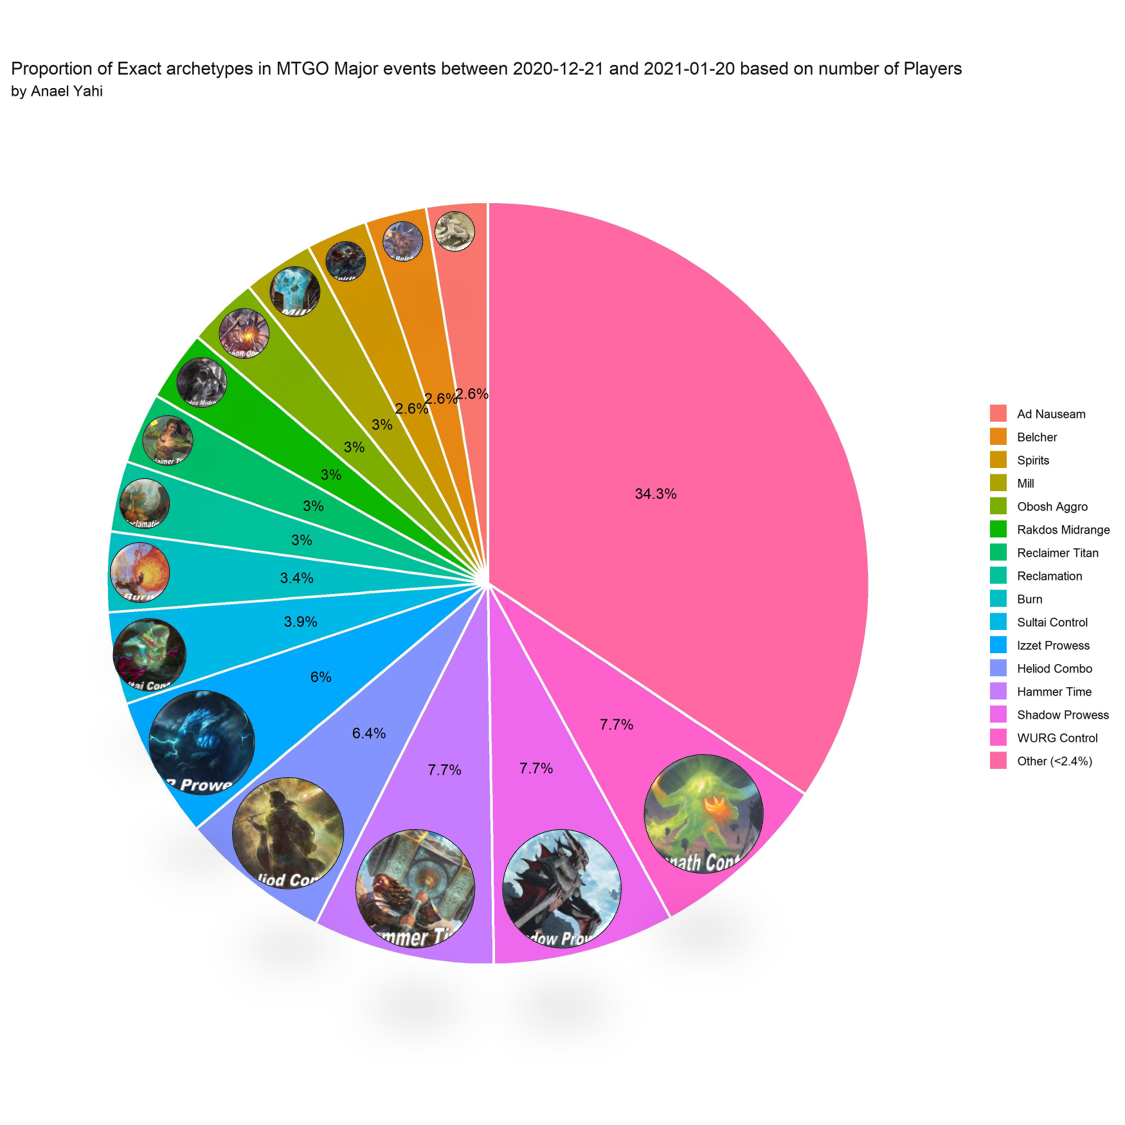 Proportion of Exact archetypes in MTGO Major events between 2020-12-21 and 2021-01-20 based on number of Players
by Anael Yahi
2.6%
2.6%
2.6%
3%
3%
3%
3%
3%
3.4%
3.9%
6%
6.4%
7.7%
7.7%
7.7%
34.3%
Mill
Burn
Ad Nauseam
Belcher
Spirits
Mill
Obosh Aggro
Rakdos Midrange
Reclaimer Titan
Reclamation
Burn
Sultai Control
Izzet Prowess
Heliod Combo
Hammer Time
Shadow Prowess
WURG Control
Other (<2.4%)